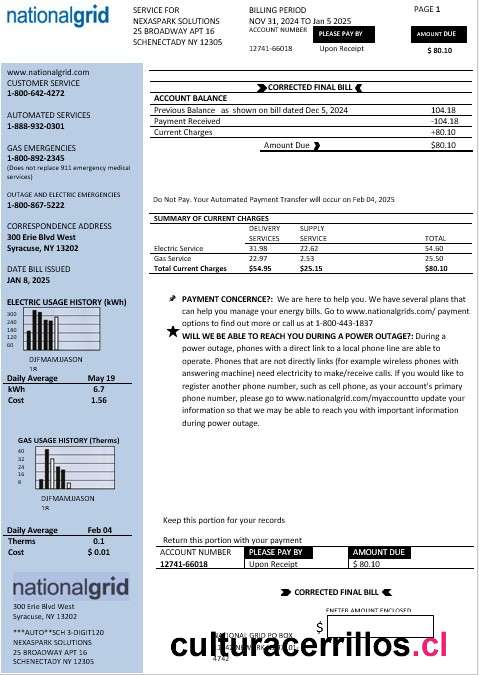 nationalgrid
SERVICE FOR
NEXASPARK SOLUTIONS
25 BROADWAY APT 16
SCHENECTADY NY 12305
BILLING PERIOD
NOV 31, 2024 TO Jan 5 2025
ACCOUNT NUMBER PLEASE PAY BY
12741-66018 Upon Receipt
PAGE 1
AMOUNT DUE
$ 80.10
www.nationalgrid.com
CUSTOMER SERVICE
1-800-642-4272
AUTOMATED SERVICES
1-888-932-0301
GAS EMERGENCIES
1-800-892-2345
(Does not replace 911 emergency medical
services)
OUTAGE AND ELECTRIC EMERGENCIES
1-800-867-5222
CORRESPONDENCE ADDRESS
300 Erie Blvd West
Syracuse, NY 13202
DATE BILL ISSUED
JAN 8, 2025
ELECTRIC USAGE HISTORY (kWh)
300
240
180
120
60
DJFMAMJJASON
18
Daily Average May 19
kWh 6.7
Cost 1.56
GAS USAGE HISTORY (Therms)
40
32
24
16
8
DJFMAMJJASON
18
Daily Average Feb 04
Therms 0.1
Cost $ 0.01
nationalgrid
300 Erie Blvd West
Syracuse, NY 13202
***AUTO**SCH 3-DIGIT120
NEXASPARK SOLUTIONS
25 BROADWAY APT 16
SCHENECTADY NY 12305
CORRECTED FINAL BILL
ACCOUNT BALANCE
Previous Balance as shown on bill dated Dec 5, 2024 104.18
Payment Received -104.18
Current Charges +80.10
Amount Due $80.10
Do Not Pay. Your Automated Payment Transfer will occur on Feb 04, 2025
SUMMARY OF CURRENT CHARGES
DELIVERY SUPPLY
SERVICES SERVICE TOTAL
Electric Service 31.98 22.62 54.60
Gas Service 22.97 2.53 25.50
Total Current Charges $54.95 $25.15 $80.10
PAYMENT CONCERNCE?: We are here to help you. We have several plans
that can help you manage your energy bills. Go to www.nationalgrids.com/ payment
options to find out more or call us at 1-800-443-1837
WILL WE BE ABLE TO REACH YOU DURING A POWER OUTAGE?: During a
power outage, phones with a direct link to a local phone line are able to
operate. Phones that are not directly links (for example wireless phones with
answering machine) need electricity to make/receive calls. If you would like to
register another phone number, such as cell phone, as your account's primary
phone number, please go to www.nationalgrid/myaccountto update your
information so that we may be able to reach you with important information
during power outage.
Keep this portion for your records
Return this portion with your payment
ACCOUNT NUMBER PLEASE PAY BY AMOUNT DUE
12741-66018 Upon Receipt $ 80.10
CORRECTED FINAL BILL
ENTER AMOUNT ENCLOSED
$
NATIONAL GRID PO BOX
4742
culturacerrillos.cl